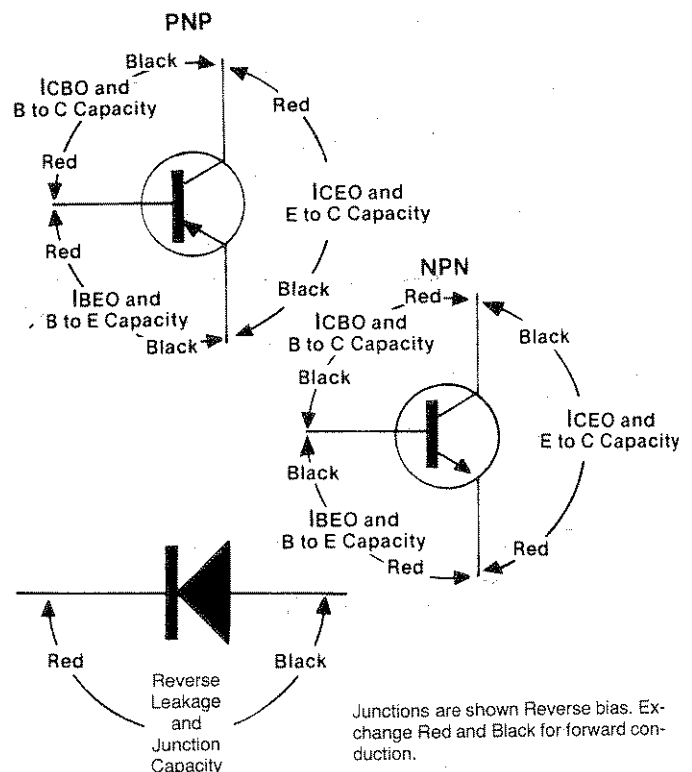 PNP
Black
ICBO and
B to C Capacity
Red
Red
Red
ICEO and
E to C Capacity
IBEO and
B to E Capacity
Black
Black
NPN
Red
ICBO and
B to C Capacity
Black
Black
Black
ICEO and
E to C Capacity
IBEO and
B to E Capacity
Red
Red
Red
Black
Reverse
Leakage
and
Junction
Capacity
Junctions are shown Reverse bias. Ex-
change Red and Black for forward con-
duction.